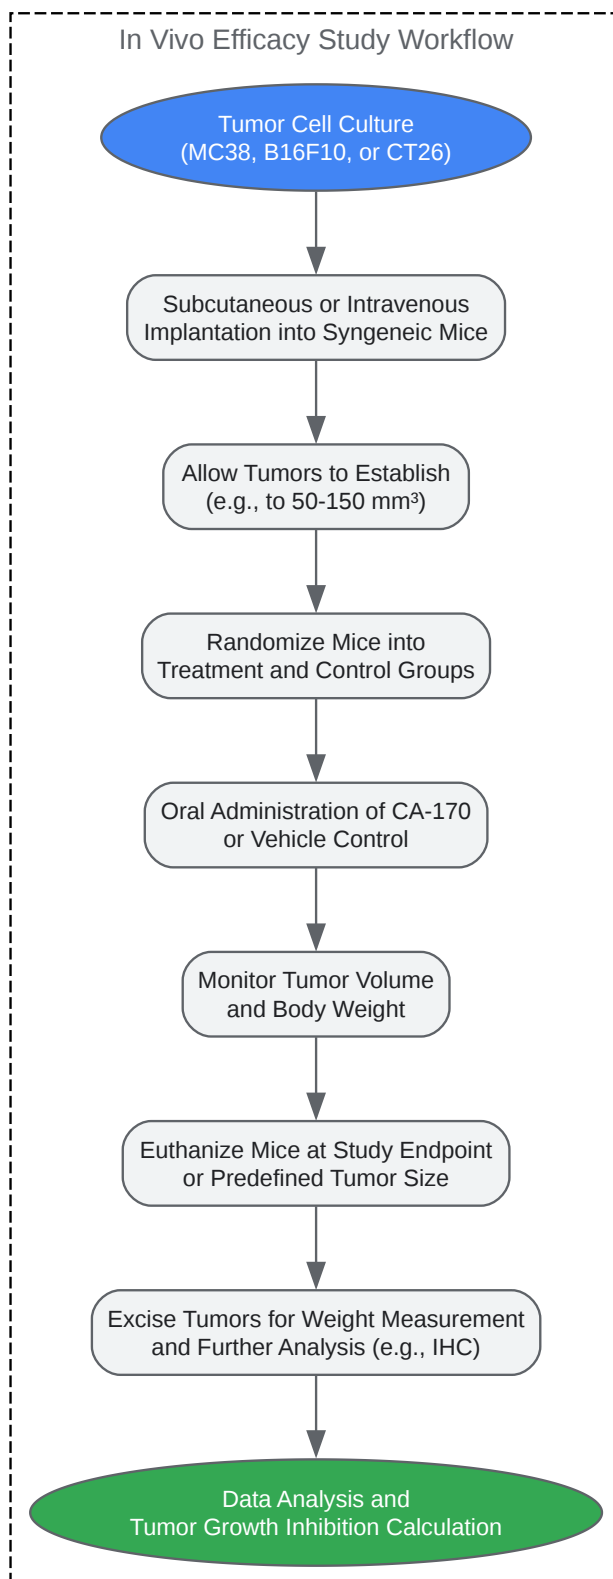 In Vivo Efficacy Study Workflow
Tumor Cell Culture
(MC38, B16F10, or CT26)
Subcutaneous or Intravenous
Implantation into Syngeneic Mice
Allow Tumors to Establish
(e.g., to 50-150 mm³)
Randomize Mice into
Treatment and Control Groups
Oral Administration of CA-170
or Vehicle Control
Monitor Tumor Volume
and Body Weight
Euthanize Mice at Study Endpoint
or Predefined Tumor Size
Excise Tumors for Weight Measurement
and Further Analysis (e.g., IHC)
Data Analysis and
Tumor Growth Inhibition Calculation